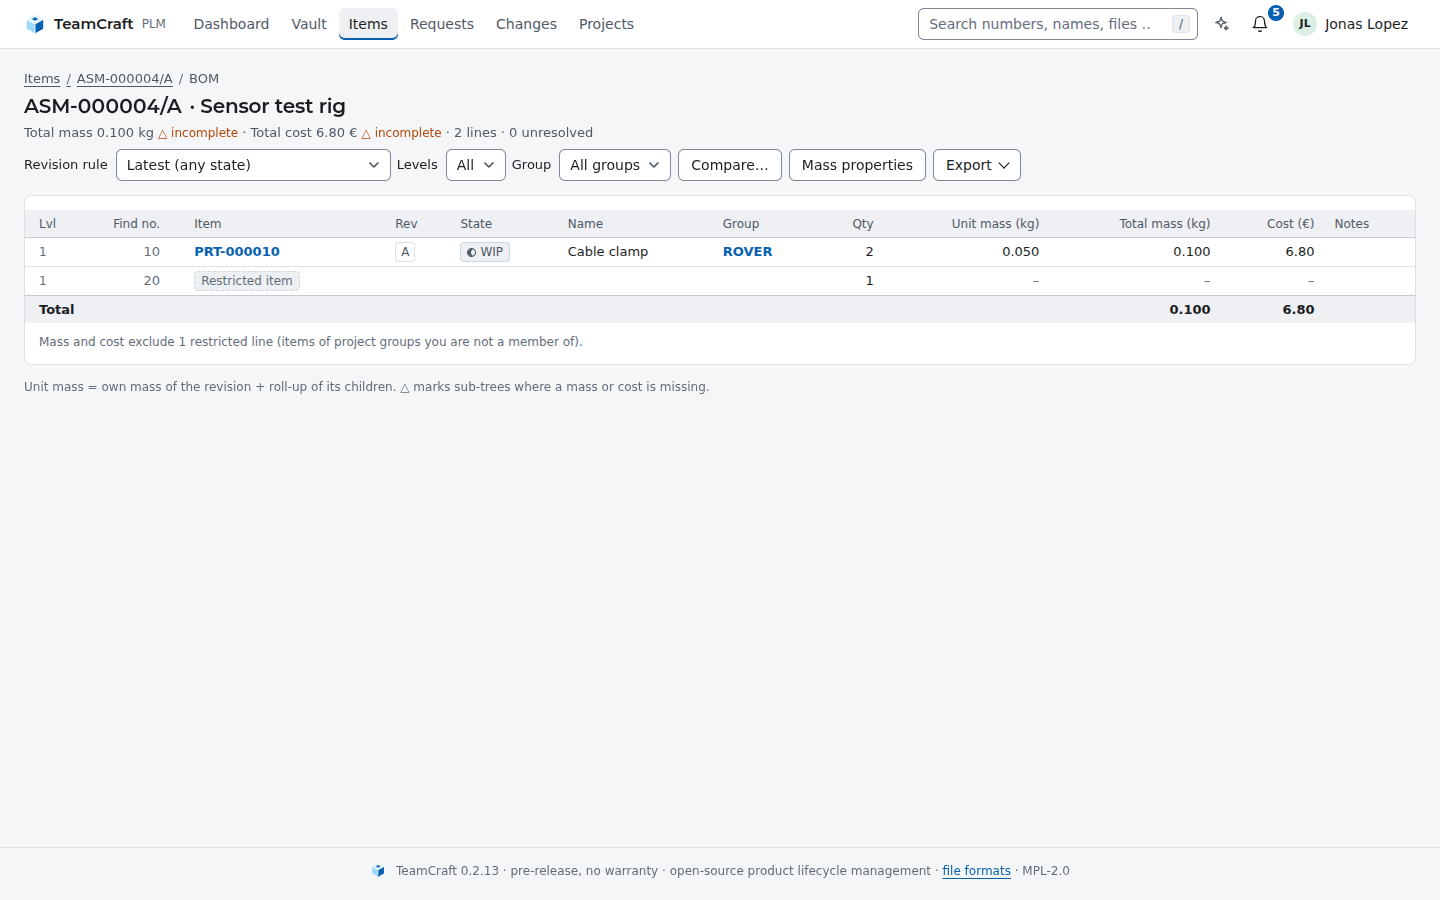 TeamCraft PLM Dashboard Vault Items Requests Changes Projects Search numbers, names, files .. / 5 JL Jonas Lopez
Items / ASM-000004/A / BOM
ASM-000004/A · Sensor test rig
Total mass 0.100 kg △ incomplete · Total cost 6.80 € △ incomplete · 2 lines · 0 unresolved
Revision rule Latest (any state) Levels All Group All groups Compare... Mass properties Export
Lvl Find no. Item Rev State Name Group Qty Unit mass (kg) Total mass (kg) Cost (€) Notes
1 10 PRT-000010 A WIP Cable clamp ROVER 2 0.050 0.100 6.80
1 20 Restricted item 1 – – –
Total 0.100 6.80
Mass and cost exclude 1 restricted line (items of project groups you are not a member of).
Unit mass = own mass of the revision + roll-up of its children. △ marks sub-trees where a mass or cost is missing.
TeamCraft 0.2.13 · pre-release, no warranty · open-source product lifecycle management · file formats · MPL-2.0